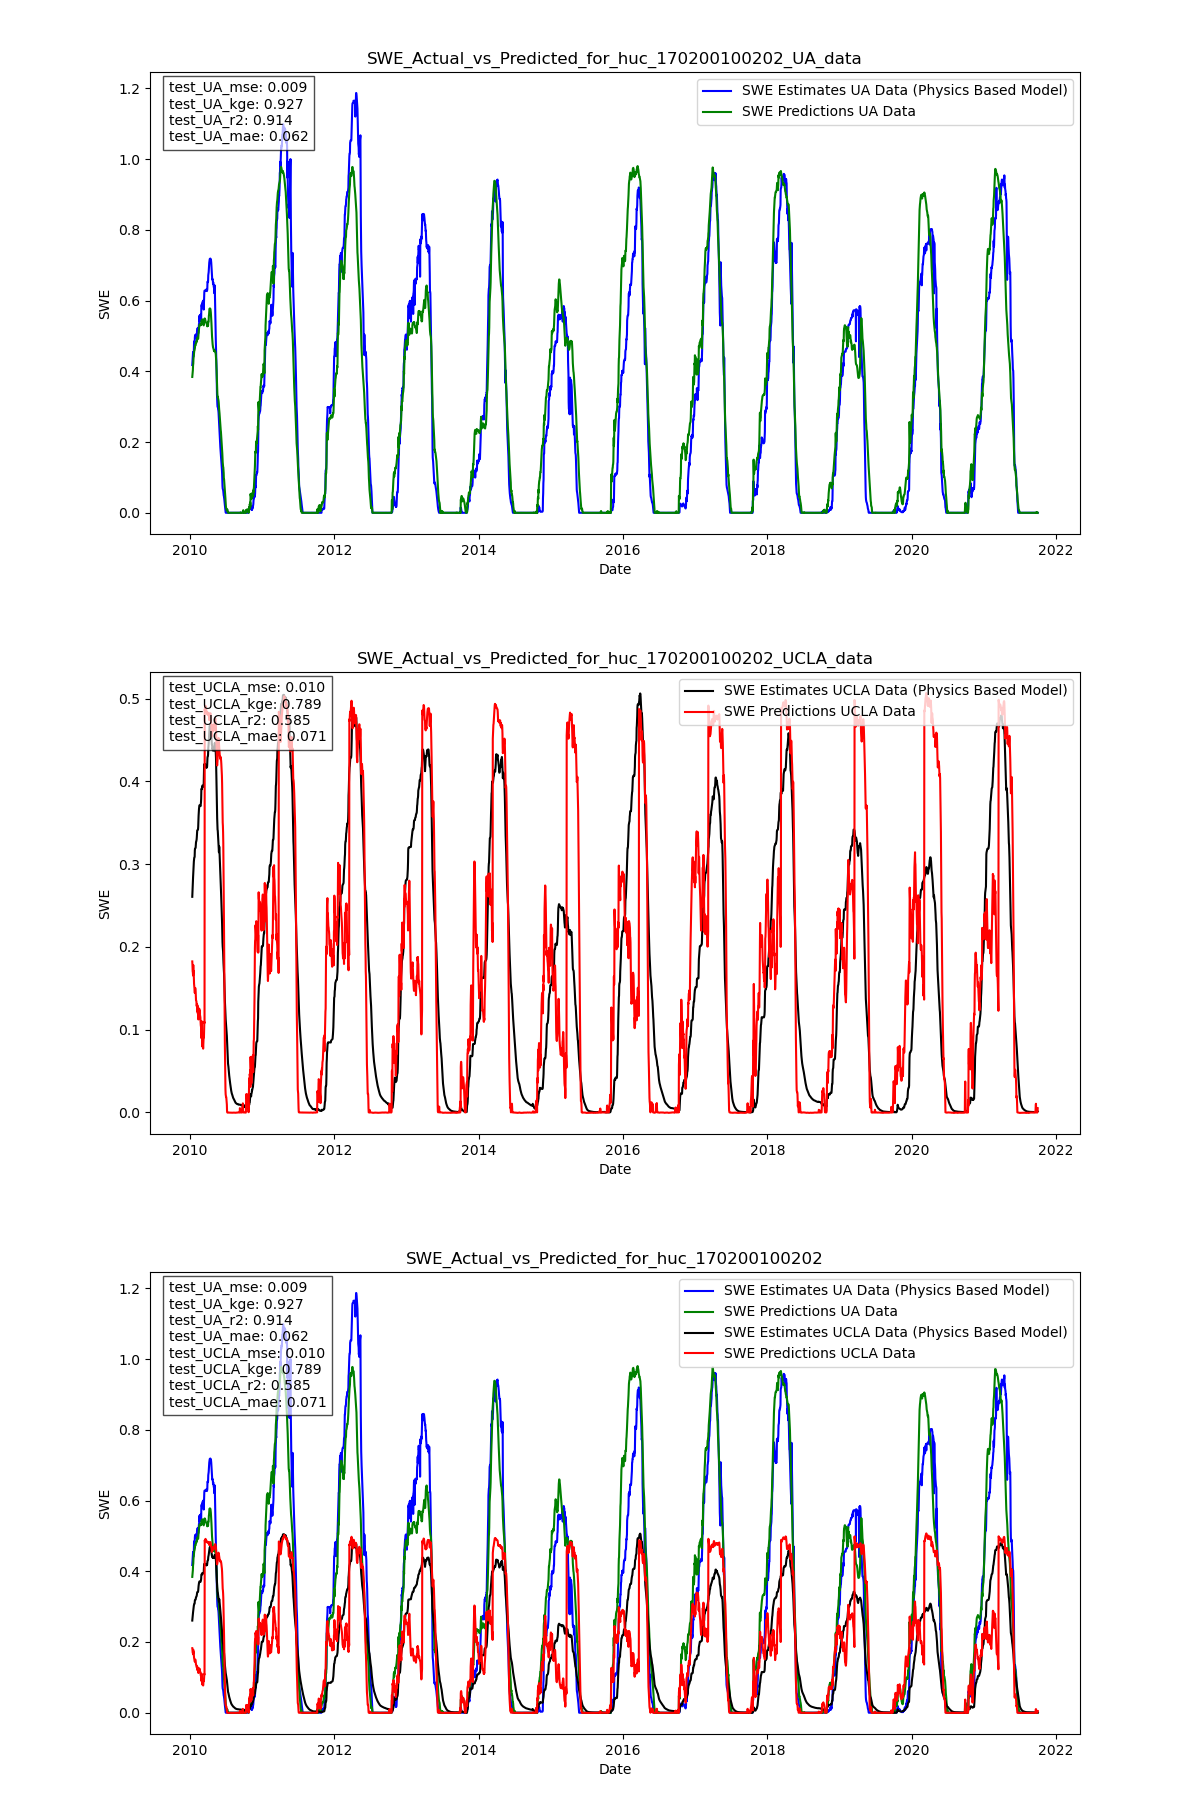 SWE_Actual_vs_Predicted_for_huc_170200100202_UA_data
test_UA_mse: 0.009
test_UA_kge: 0.927
test_UA_r2: 0.914
test_UA_mae: 0.062
SWE Estimates UA Data (Physics Based Model)
SWE Predictions UA Data
1.2
1.0
0.8
0.6
0.4
0.2
0.0
SWE
2010 2012 2014 2016 2018 2020 2022
Date
SWE_Actual_vs_Predicted_for_huc_170200100202_UCLA_data
test_UCLA_mse: 0.010
test_UCLA_kge: 0.789
test_UCLA_r2: 0.585
test_UCLA_mae: 0.071
SWE Estimates UCLA Data (Physics Based Model)
SWE Predictions UCLA Data
0.5
0.4
0.3
0.2
0.1
0.0
SWE
2010 2012 2014 2016 2018 2020 2022
Date
SWE_Actual_vs_Predicted_for_huc_170200100202
test_UA_mse: 0.009
test_UA_kge: 0.927
test_UA_r2: 0.914
test_UA_mae: 0.062
test_UCLA_mse: 0.010
test_UCLA_kge: 0.789
test_UCLA_r2: 0.585
test_UCLA_mae: 0.071
SWE Estimates UA Data (Physics Based Model)
SWE Predictions UA Data
SWE Estimates UCLA Data (Physics Based Model)
SWE Predictions UCLA Data
1.2
1.0
0.8
0.6
0.4
0.2
0.0
SWE
2010 2012 2014 2016 2018 2020 2022
Date